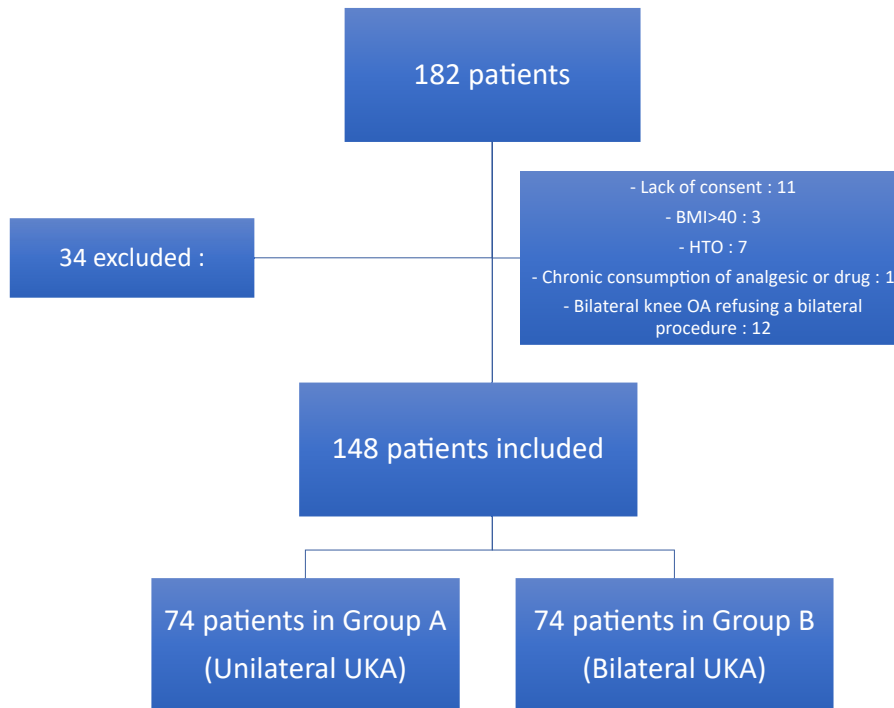 182 patients
- Lack of consent : 11
- BMI>40 : 3
- HTO : 7
- Chronic consumption of analgesic or drug : 1
- Bilateral knee OA refusing a bilateral
procedure : 12
34 excluded :
148 patients included
74 patients in Group A
(Unilateral UKA)
74 patients in Group B
(Bilateral UKA)